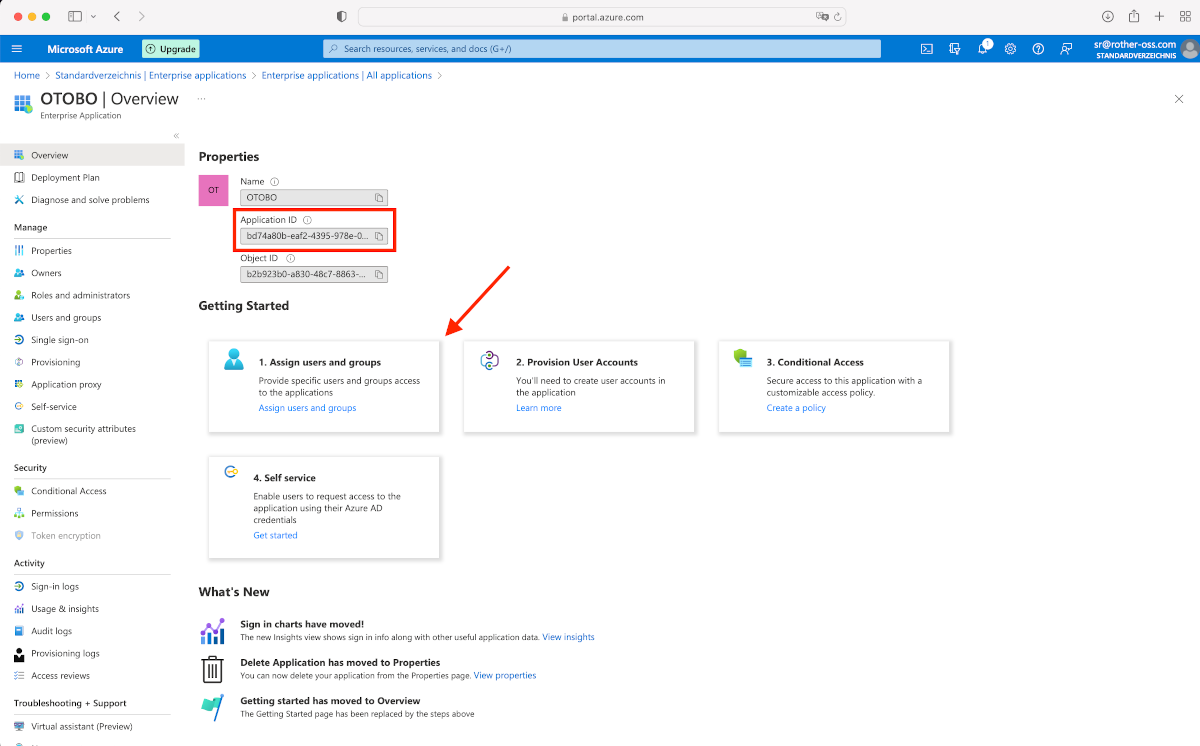 portal.azure.com
Microsoft Azure
Upgrade
Search resources, services, and docs (G+/)
1
sr@rother-oss.com
STANDARDVERZEICHNIS
Home > Standardverzeichnis | Enterprise applications > Enterprise applications | All applications >
OTOBO | Overview
...
Enterprise Application
«
Overview
Deployment Plan
Diagnose and solve problems
Manage
Properties
Owners
Roles and administrators
Users and groups
Single sign-on
Provisioning
Application proxy
Self-service
Custom security attributes
(preview)
Security
Conditional Access
Permissions
Token encryption
Activity
Sign-in logs
Usage & insights
Audit logs
Provisioning logs
Access reviews
Troubleshooting + Support
Virtual assistant (Preview)
Properties
OT
Name
OTOBO
Application ID
bd74a80b-eaf2-4395-978e-0...
Object ID
b2b923b0-a830-48c7-8863-...
Getting Started
1. Assign users and groups
Provide specific users and groups access
to the applications
Assign users and groups
2. Provision User Accounts
You'll need to create user accounts in
the application
Learn more
3. Conditional Access
Secure access to this application with a
customizable access policy.
Create a policy
4. Self service
Enable users to request access to the
application using their Azure AD
credentials
Get started
What's New
Sign in charts have moved!
The new Insights view shows sign in info along with other useful application data. View insights
Delete Application has moved to Properties
You can now delete your application from the Properties page. View properties
Getting started has moved to Overview
The Getting Started page has been replaced by the steps above